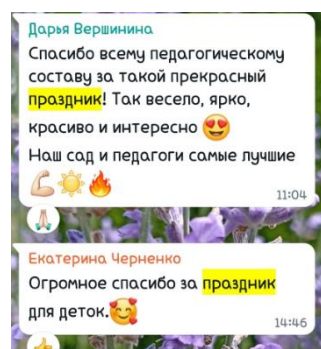 Дарья Вершинина
Спасибо всему педагогическому
составу за такой прекрасный
праздник! Так весело, ярко,
красиво и интересно 😍
Наш сад и педагоги самые лучшие
💪🏻☀️🔥
11:04
🙏🏻
Екатерина Черненко
Огромное спасибо за праздник
для деток.🥰
14:46
👍